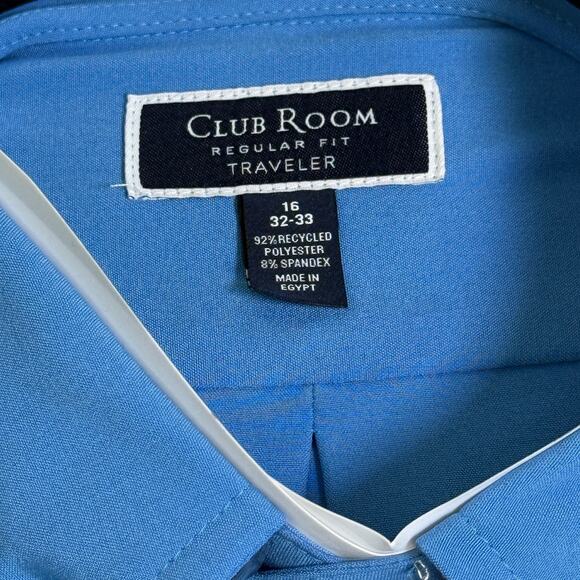 CLUB ROOM
REGULAR FIT
TRAVELER
16
32-33
92% RECYCLED
POLYESTER
8% SPANDEX
MADE IN
EGYPT